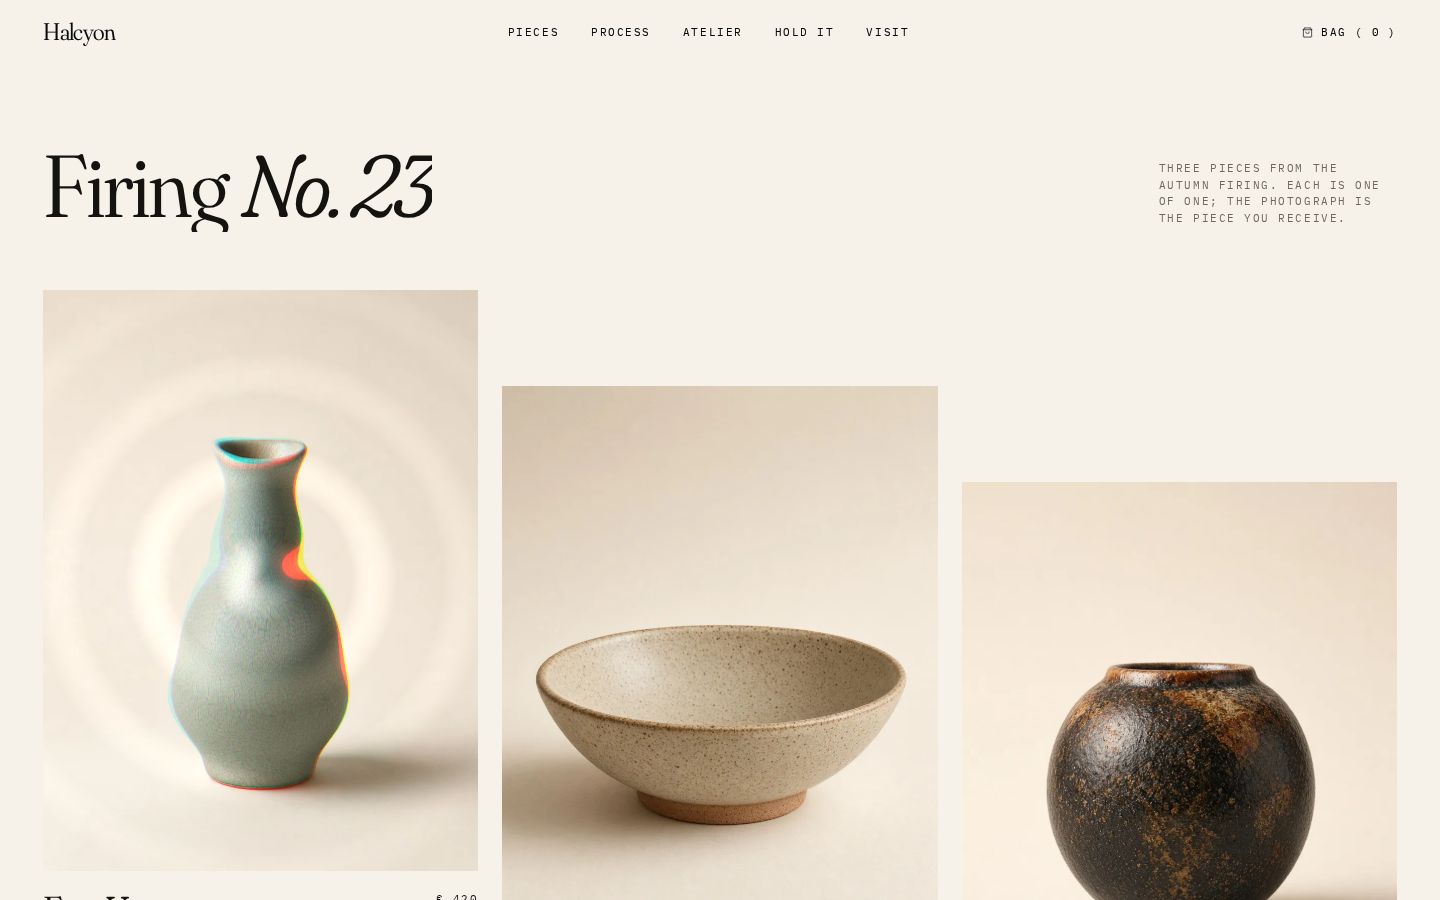 Halcyon
PIECES PROCESS ATELIER HOLD IT VISIT
BAG ( 0 )
Firing No. 23
THREE PIECES FROM THE
AUTUMN FIRING. EACH IS ONE
OF ONE; THE PHOTOGRAPH IS
THE PIECE YOU RECEIVE.